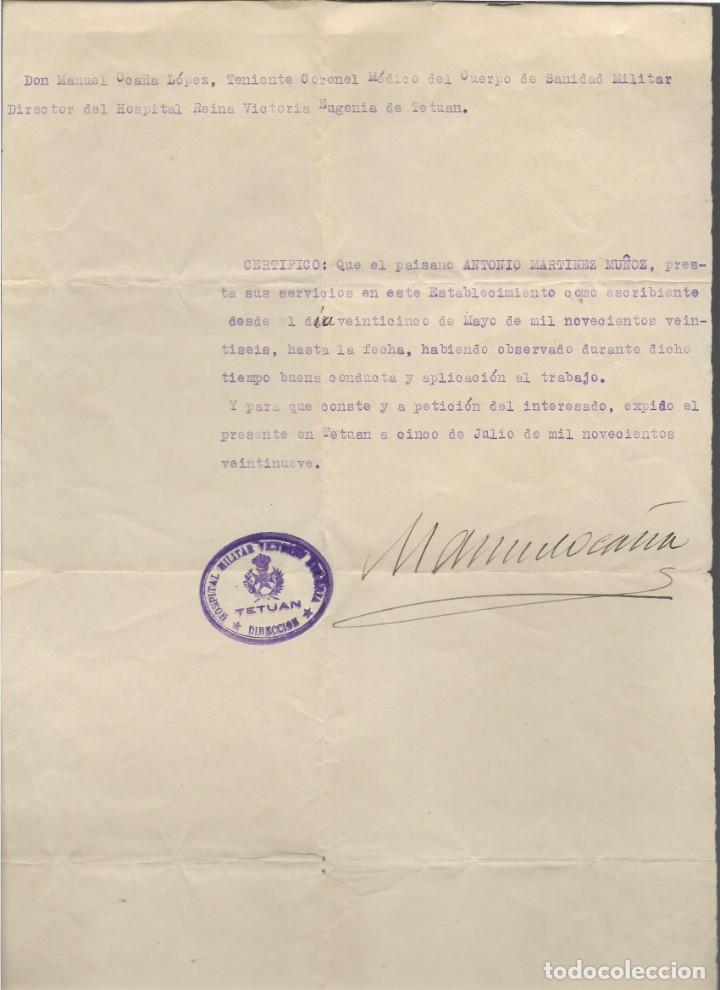 Don Manuel Ocaña López, Teniente Coronel Médico del Cuerpo de Sanidad Militar
Director del Hospital Reina Victoria Eugenia de Tetuan.
CERTIFICO: Que el paisano ANTONIO MARTINEZ MUÑOZ, pres-
ta sus servicios en este Establecimiento como escribiente
desde el día veinticinco de Mayo de mil novecientos vein-
tiseis, hasta la fecha, habiendo observado durante dicho
tiempo buena conducta y aplicación al trabajo.
Y para que conste y a petición del interesado, expido el
presente en Tetuan a cinco de Julio de mil novecientos
veintinueve.
Manuel Ocaña
HOSPITAL MILITAR VICTORIA EUGENIA
TETUAN
★ DIRECCION ★
todocoleccion